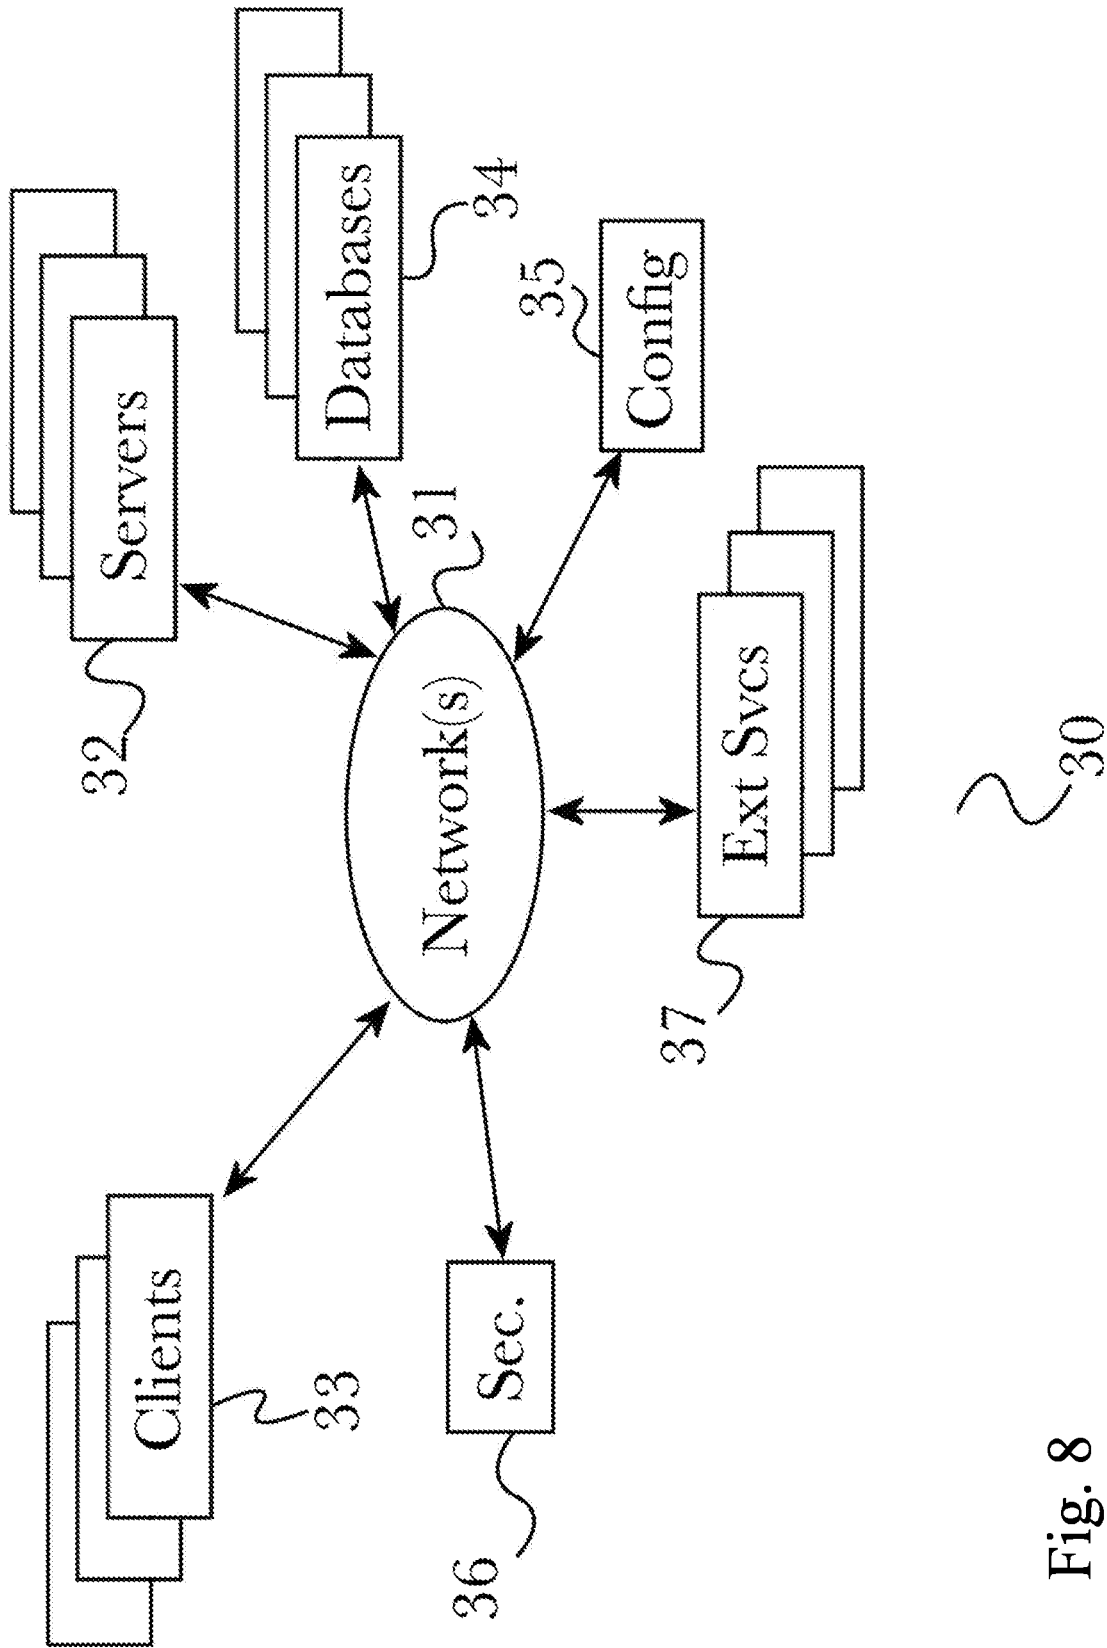 Clients
33
Servers
32
Databases
34
Network(s)
31
Sec.
36
Config
35
Ext Svcs
37
30
Fig. 8